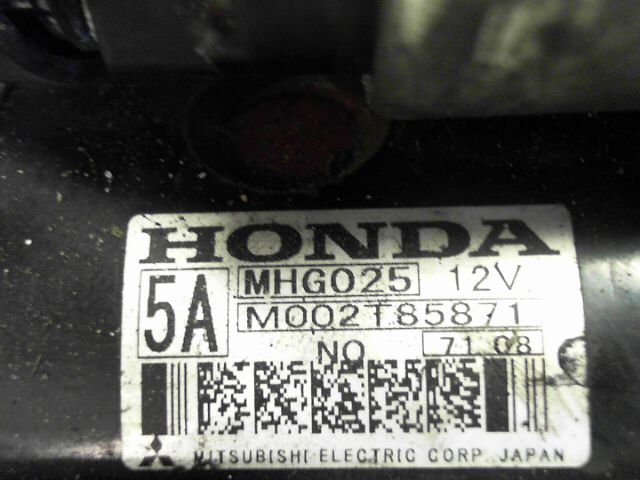 HONDA
5A
MHG025 12V
M002T85871
NO 71 08
MITSUBISHI ELECTRIC CORP. JAPAN